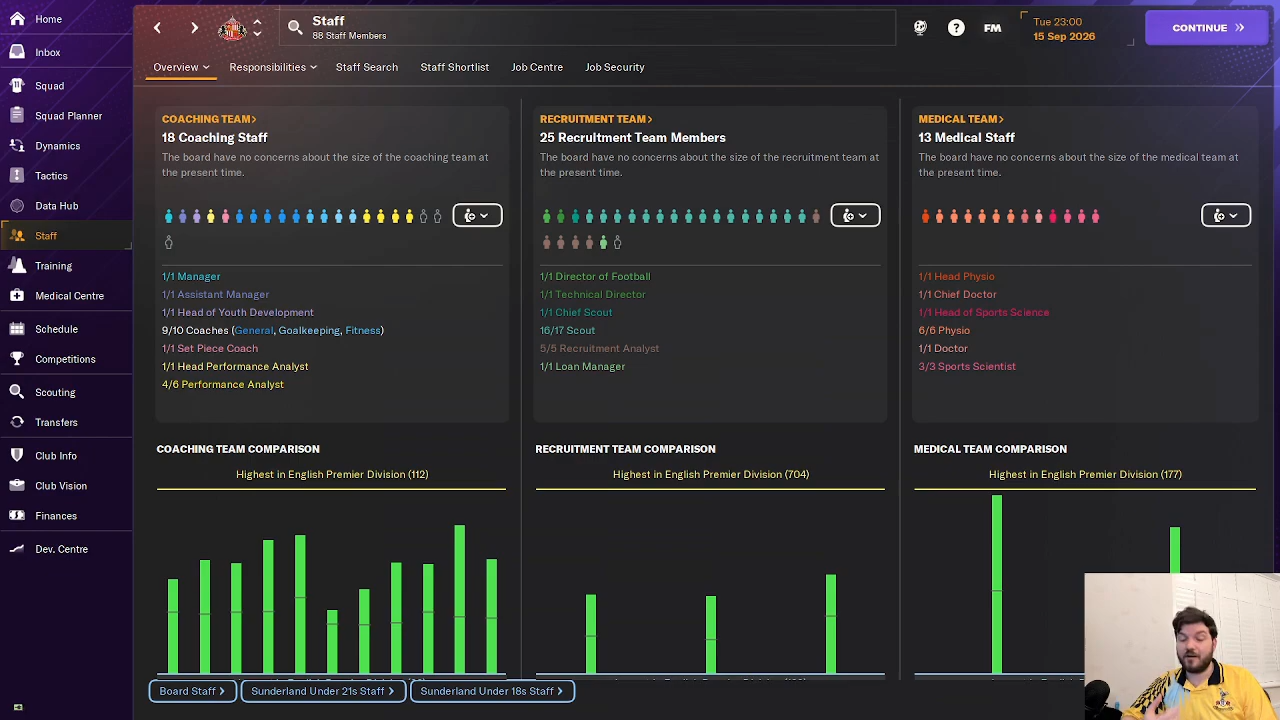 Home
Inbox
Squad
Squad Planner
Dynamics
Tactics
Data Hub
Staff
Training
Medical Centre
Schedule
Competitions
Scouting
Transfers
Club Info
Club Vision
Finances
Dev. Centre
Staff
88 Staff Members
FM
Tue 23:00
15 Sep 2026
CONTINUE
Overview
Responsibilities
Staff Search
Staff Shortlist
Job Centre
Job Security
COACHING TEAM>
18 Coaching Staff
The board have no concerns about the size of the coaching team at
the present time.
1/1 Manager
1/1 Assistant Manager
1/1 Head of Youth Development
9/10 Coaches (General, Goalkeeping, Fitness)
1/1 Set Piece Coach
1/1 Head Performance Analyst
4/6 Performance Analyst
RECRUITMENT TEAM>
25 Recruitment Team Members
The board have no concerns about the size of the recruitment team at
the present time.
1/1 Director of Football
1/1 Technical Director
1/1 Chief Scout
16/17 Scout
5/5 Recruitment Analyst
1/1 Loan Manager
MEDICAL TEAM>
13 Medical Staff
The board have no concerns about the size of the medical team at
the present time.
1/1 Head Physio
1/1 Chief Doctor
1/1 Head of Sports Science
6/6 Physio
1/1 Doctor
3/3 Sports Scientist
COACHING TEAM COMPARISON
Highest in English Premier Division (112)
RECRUITMENT TEAM COMPARISON
Highest in English Premier Division (704)
MEDICAL TEAM COMPARISON
Highest in English Premier Division (177)
Board Staff >
Sunderland Under 21s Staff >
Sunderland Under 18s Staff >